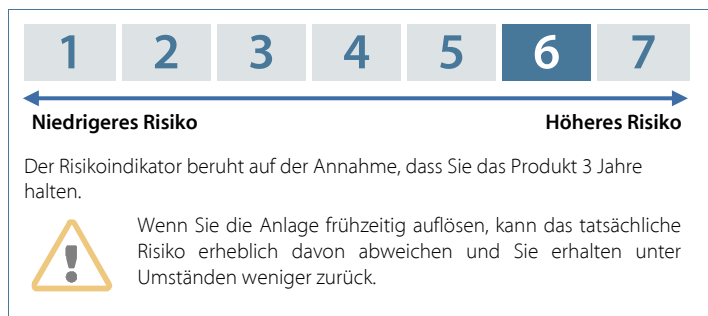 1 2 3 4 5 6 7
Niedrigeres Risiko Höheres Risiko
Der Risikoindikator beruht auf der Annahme, dass Sie das Produkt 3 Jahre
halten.
Wenn Sie die Anlage frühzeitig auflösen, kann das tatsächliche
Risiko erheblich davon abweichen und Sie erhalten unter
Umständen weniger zurück.